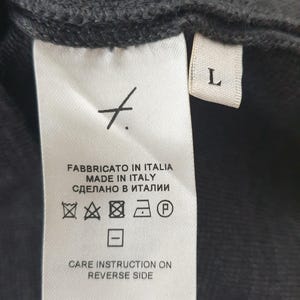 L
FABBRICATO IN ITALIA
MADE IN ITALY
СДЕЛАНО В ИТАЛИИ
P
CARE INSTRUCTION ON
REVERSE SIDE